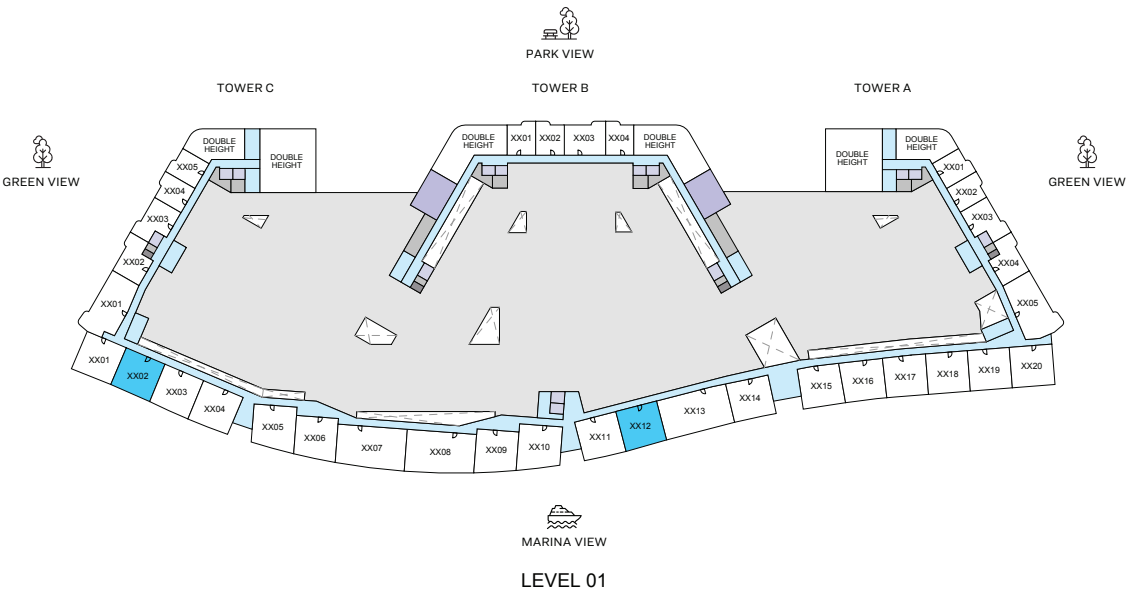 PARK VIEW
TOWER C
TOWER B
TOWER A
GREEN VIEW
GREEN VIEW
DOUBLE
HEIGHT
DOUBLE
HEIGHT
XX05
XX04
XX03
XX02
XX01
DOUBLE
HEIGHT
XX01
XX02
XX03
XX04
DOUBLE
HEIGHT
DOUBLE
HEIGHT
DOUBLE
HEIGHT
XX01
XX02
XX03
XX04
XX05
XX01
XX02
XX03
XX04
XX05
XX06
XX07
XX08
XX09
XX10
XX11
XX12
XX13
XX14
XX15
XX16
XX17
XX18
XX19
XX20
MARINA VIEW
LEVEL 01